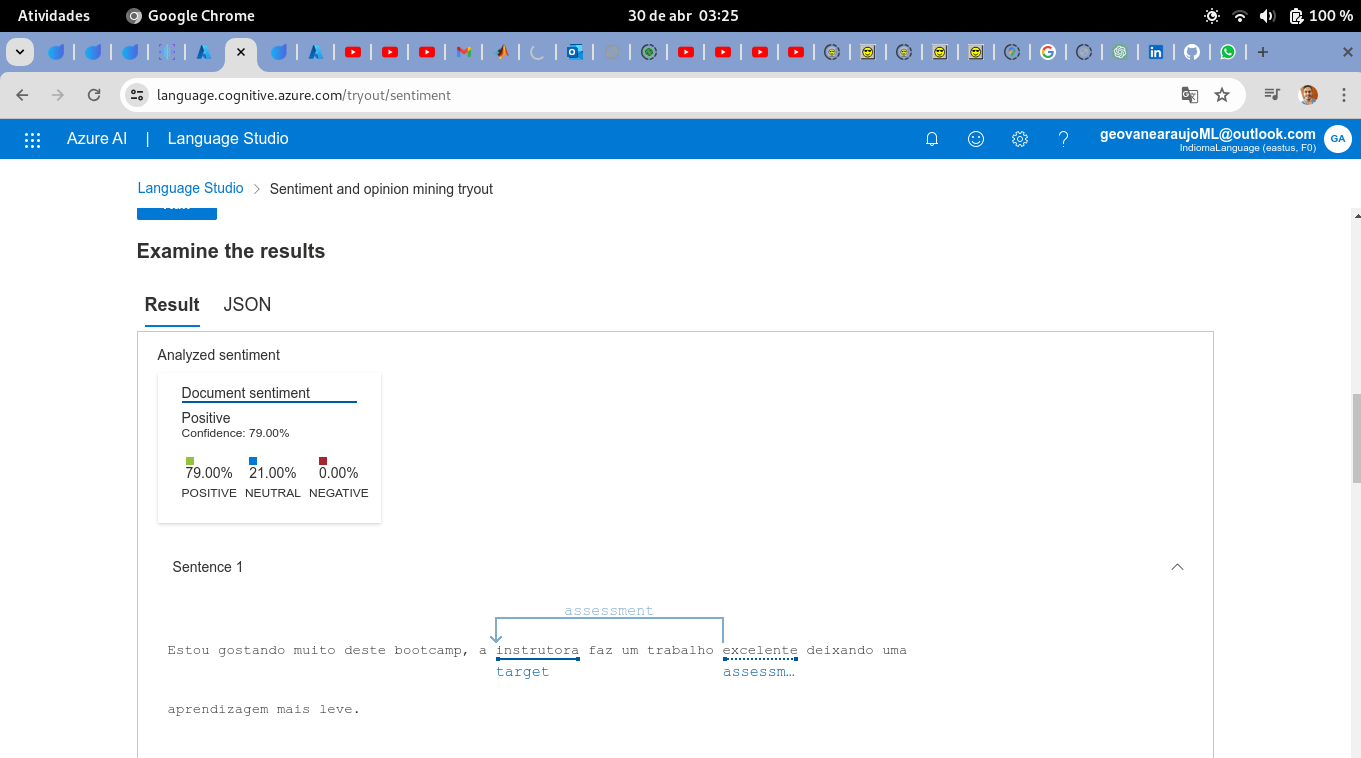 Atividades
Google Chrome
30 de abr 03:25
100 %
language.cognitive.azure.com/tryout/sentiment
Azure AI | Language Studio
geovanearaujoML@outlook.com
IndiomaLanguage (eastus, F0)
GA
Language Studio > Sentiment and opinion mining tryout
Examine the results
Result JSON
Analyzed sentiment
Document sentiment
Positive
Confidence: 79.00%
79.00% 21.00% 0.00%
POSITIVE NEUTRAL NEGATIVE
Sentence 1
assessment
Estou gostando muito deste bootcamp, a instrutora faz um trabalho excelente deixando uma
target assessm…
aprendizagem mais leve.